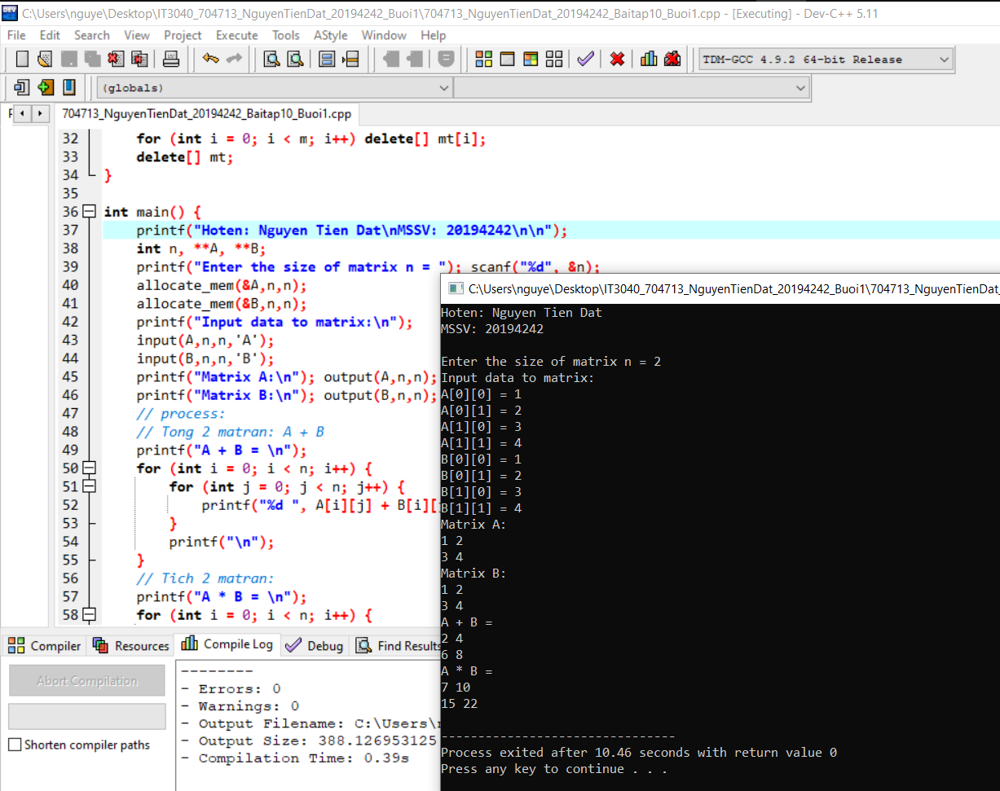 C:\Users\nguye\Desktop\IT3040_704713_NguyenTienDat_20194242_Buoi1\704713_NguyenTienDat_20194242_Baitap10_Buoi1.cpp - [Executing] - Dev-C++ 5.11
File Edit Search View Project Execute Tools AStyle Window Help
TDM-GCC 4.9.2 64-bit Release
(globals)
704713_NguyenTienDat_20194242_Baitap10_Buoi1.cpp
32 for (int i = 0; i < m; i++) delete[] mt[i];
33 delete[] mt;
34 }
35
36 int main() {
37 printf("Hoten: Nguyen Tien Dat\nMSSV: 20194242\n\n");
38 int n, **A, **B;
39 printf("Enter the size of matrix n = "); scanf("%d", &n);
40 allocate_mem(&A,n,n);
41 allocate_mem(&B,n,n);
42 printf("Input data to matrix:\n");
43 input(A,n,n,'A');
44 input(B,n,n,'B');
45 printf("Matrix A:\n"); output(A,n,n);
46 printf("Matrix B:\n"); output(B,n,n);
47 // process:
48 // Tong 2 matran: A + B
49 printf("A + B = \n");
50 for (int i = 0; i < n; i++) {
51 for (int j = 0; j < n; j++) {
52 printf("%d ", A[i][j] + B[i][
53 }
54 printf("\n");
55 }
56 // Tich 2 matran:
57 printf("A * B = \n");
58 for (int i = 0; i < n; i++) {
C:\Users\nguye\Desktop\IT3040_704713_NguyenTienDat_20194242_Buoi1\704713_NguyenTienDat_
Hoten: Nguyen Tien Dat
MSSV: 20194242
Enter the size of matrix n = 2
Input data to matrix:
A[0][0] = 1
A[0][1] = 2
A[1][0] = 3
A[1][1] = 4
B[0][0] = 1
B[0][1] = 2
B[1][0] = 3
B[1][1] = 4
Matrix A:
1 2
3 4
Matrix B:
1 2
3 4
A + B =
2 4
6 8
A * B =
7 10
15 22
--------------------------------
Process exited after 10.46 seconds with return value 0
Press any key to continue . . .
Compiler Resources Compile Log Debug Find Results
Abort Compilation
Shorten compiler paths
--------
- Errors: 0
- Warnings: 0
- Output Filename: C:\Users\
- Output Size: 388.126953125
- Compilation Time: 0.39s